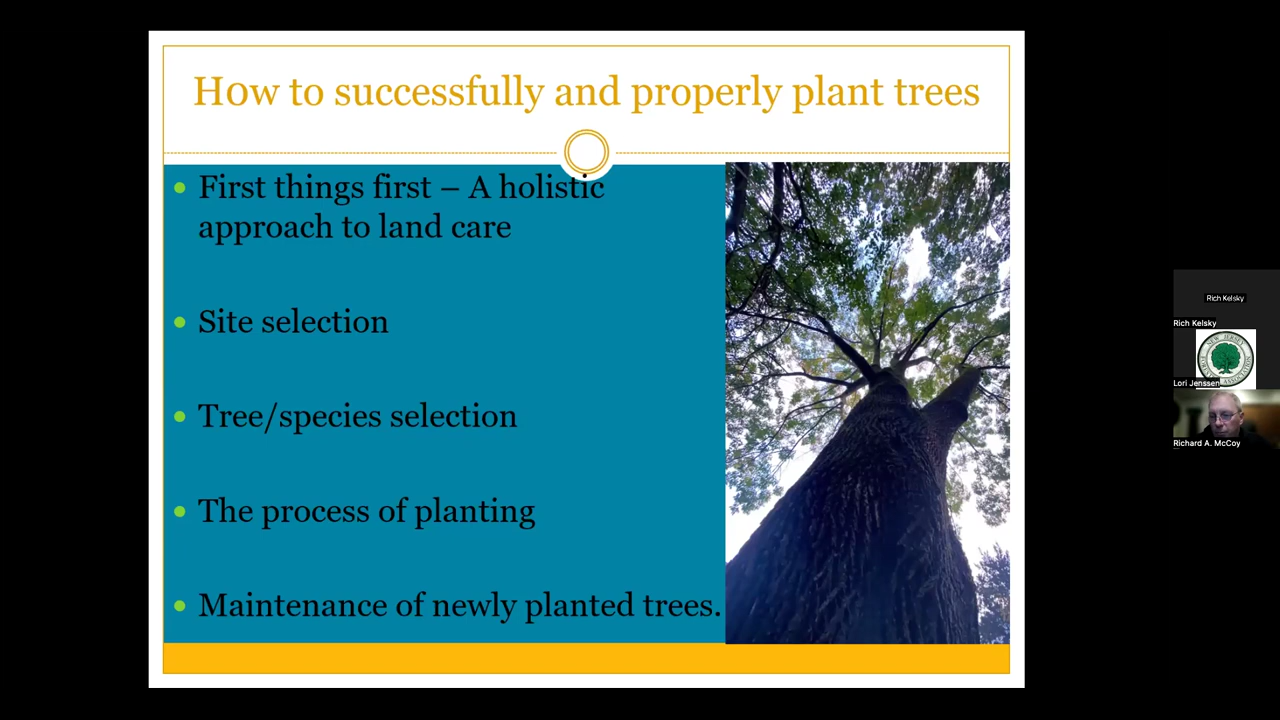 How to successfully and properly plant trees
First things first – A holistic
approach to land care
Site selection
Tree/species selection
The process of planting
Maintenance of newly planted trees.
Rich Kelsky
Rich Kelsky
Lori Jenssen
Richard A. McCoy